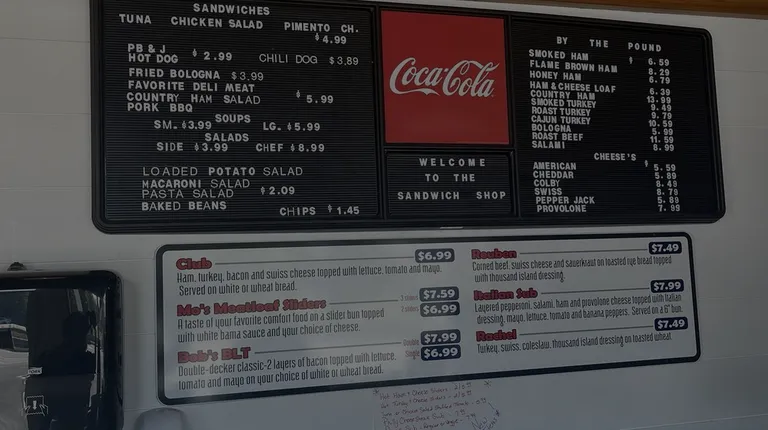 SANDWICHES
TUNA CHICKEN SALAD PIMENTO CH.
$4.99
PB & J
HOT DOG $2.99 CHILI DOG $3.89
FRIED BOLOGNA $3.99
FAVORITE DELI MEAT
COUNTRY HAM SALAD $5.99
PORK BBQ
SOUPS
SM. $3.99 LG. $5.99
SALADS
SIDE $3.99 CHEF $8.99
LOADED POTATO SALAD
MACARONI SALAD
PASTA SALAD $2.09
BAKED BEANS
CHIPS $1.45
Coca-Cola
WELCOME
TO THE
SANDWICH SHOP
BY THE POUND
SMOKED HAM $6.59
FLAME BROWN HAM 8.29
HONEY HAM 6.79
HAM & CHEESE LOAF 6.39
COUNTRY HAM 13.99
SMOKED TURKEY 9.49
ROAST TURKEY 9.79
CAJUN TURKEY 10.59
BOLOGNA 5.99
ROAST BEEF 11.59
SALAMI 8.99
CHEESE'S
AMERICAN $5.59
CHEDDAR 5.89
COLBY 8.49
SWISS 8.79
PEPPER JACK 5.89
PROVOLONE 7.99
Club $6.99
Ham, turkey, bacon and swiss cheese topped with lettuce, tomato and mayo.
Served on white or wheat bread.
Mo's Meatloaf Sliders 3 sliders $7.59
2 sliders $6.99
A taste of your favorite comfort food on a slider bun topped
with white bama sauce and your choice of cheese.
Bob's BLT Double $7.99
Single $6.99
Double-decker classic-2 layers of bacon topped with lettuce,
tomato and mayo on your choice of white or wheat bread.
Reuben $7.49
Corned beef, swiss cheese and sauerkraut on toasted rye bread topped
with thousand island dressing.
Italian Sub $7.99
Layered pepperoni, salami, ham and provolone cheese topped with Italian
dressing, mayo, lettuce, tomato and banana peppers. Served on a 6" bun.
Rachel $7.49
Turkey, swiss, coleslaw, thousand island dressing on toasted wheat.